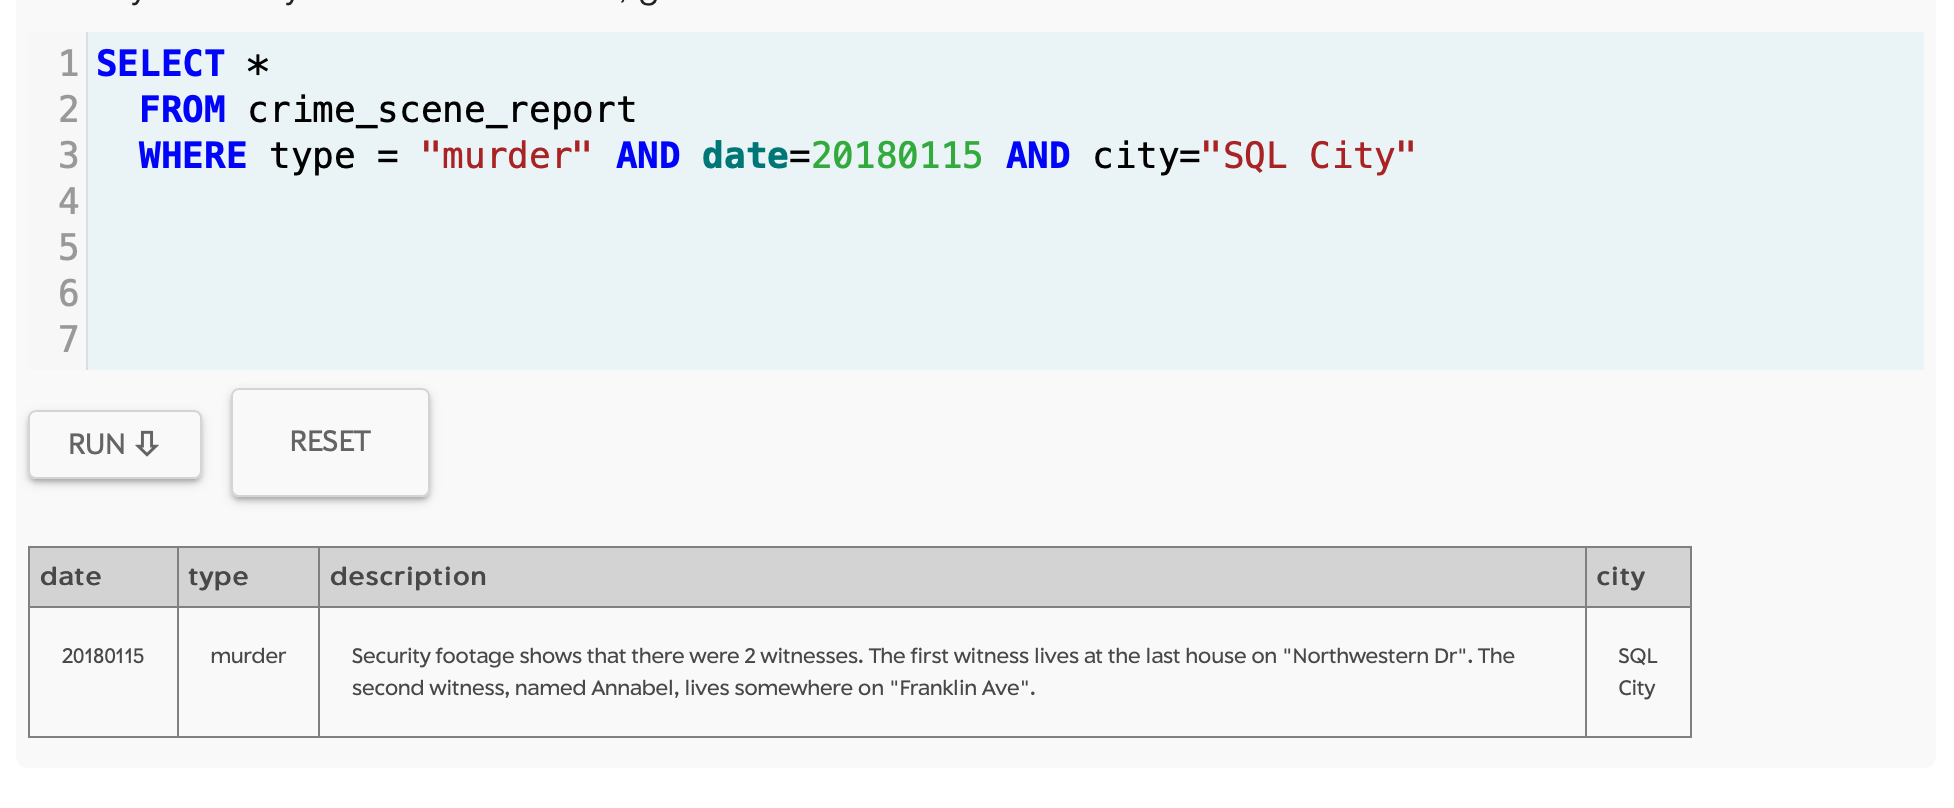 1 SELECT *
2 FROM crime_scene_report
3 WHERE type = "murder" AND date=20180115 AND city="SQL City"
4
5
6
7
RUN ⇩
RESET
date type description city
20180115 murder Security footage shows that there were 2 witnesses. The first witness lives at the last house on "Northwestern Dr". The SQL
second witness, named Annabel, lives somewhere on "Franklin Ave". City